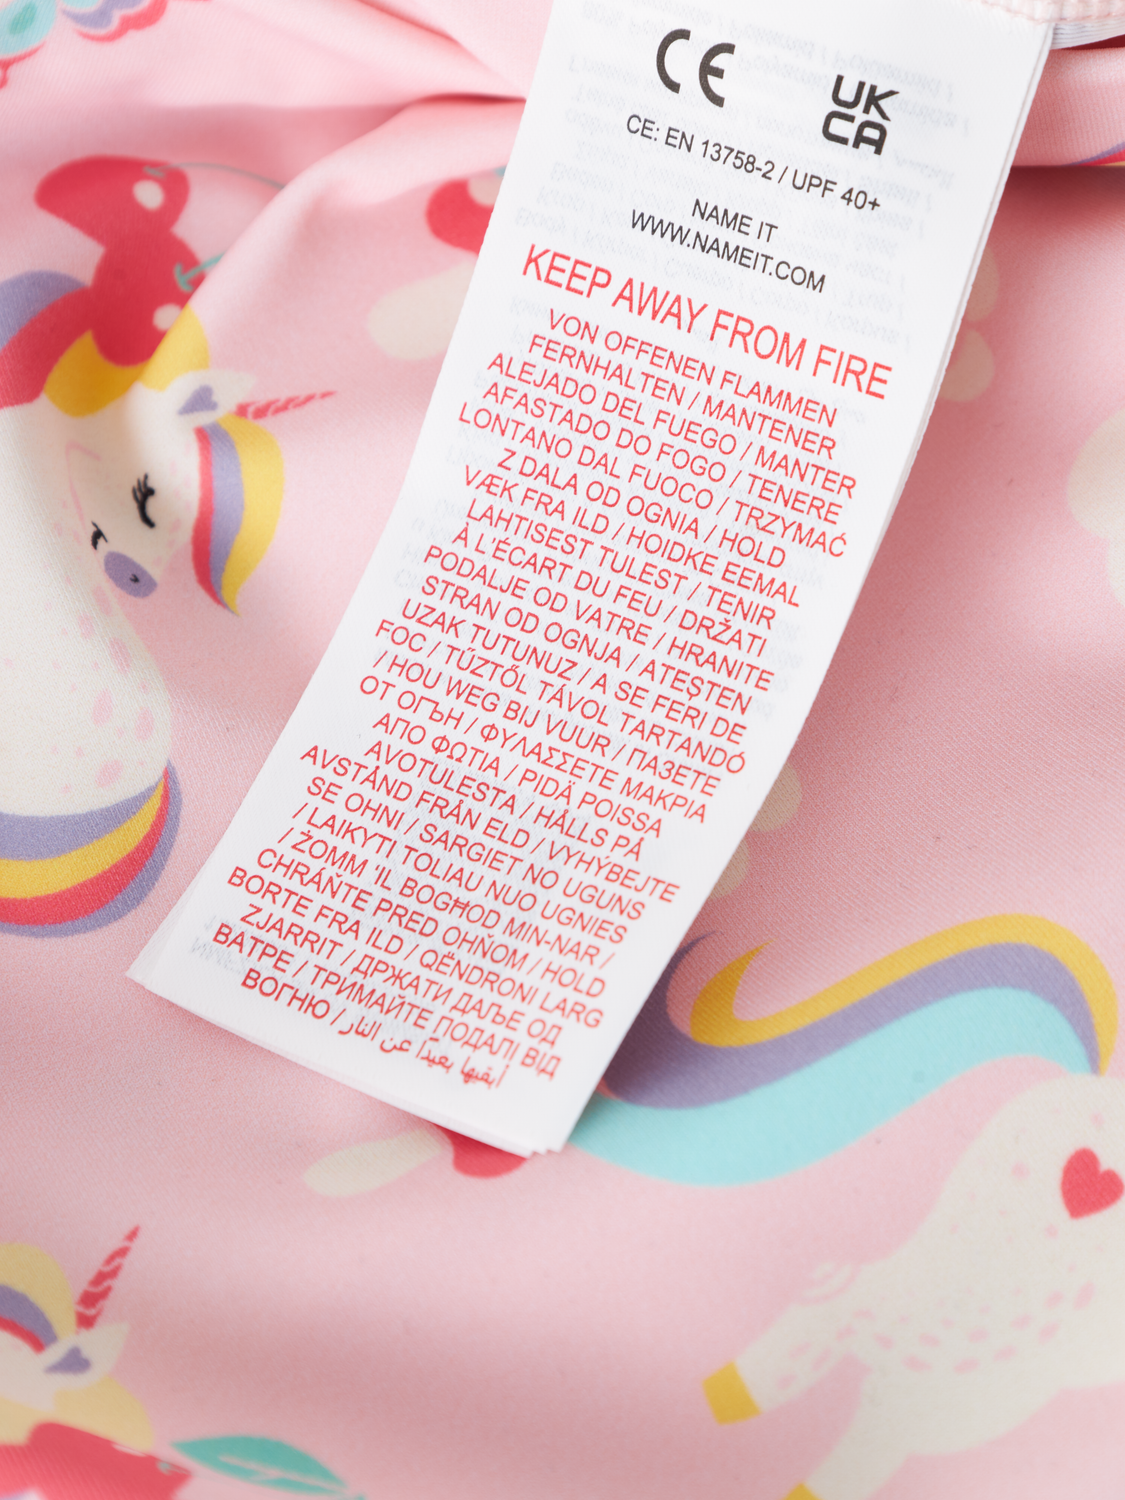 CE
UK
CA
CE: EN 13758-2 / UPF 40+
NAME IT
WWW.NAMEIT.COM
KEEP AWAY FROM FIRE
VON OFFENEN FLAMMEN
FERNHALTEN / MANTENER
ALEJADO DEL FUEGO / MANTER
AFASTADO DO FOGO / TENERE
LONTANO DAL FUOCO / TRZYMAĆ
Z DALA OD OGNIA / HOLD
VÆK FRA ILD / HOIDKE EEMAL
LAHTISEST TULEST / TENIR
À L'ÉCART DU FEU / DRŽATI
PODALJE OD VATRE / HRANITE
STRAN OD OGNJA / ATEŞTEN
UZAK TUTUNUZ / A SE FERI DE
FOC / TŰZTŐL TÁVOL TARTANDÓ
/ HOU WEG BIJ VUUR / ПАЗЕТЕ
ОТ ОГЪН / ΦΥΛΑΣΣΕΤΕ ΜΑΚΡΙΑ
ΑΠΟ ΦΩΤΙΑ / PIDÄ POISSA
AVOTULESTA / HÅLLS PÅ
AVSTÅND FRÅN ELD / VYHÝBEJTE
SE OHNI / SARGIET NO UGUNS
/ LAIKYTI TOLIAU NUO UGNIES
/ ŻOMM 'IL BOGĦOD MIN-NAR /
CHRÁŇTE PRED OHŇOM / HOLD
BORTE FRA ILD / QËNDRONI LARG
ZJARRIT / ДРЖАТИ ДАЉЕ ОД
ВАТРЕ / ТРИМАЙТЕ ПОДАЛІ ВІД
ВОГНЮ / أبقيها بعيدًا عن النار